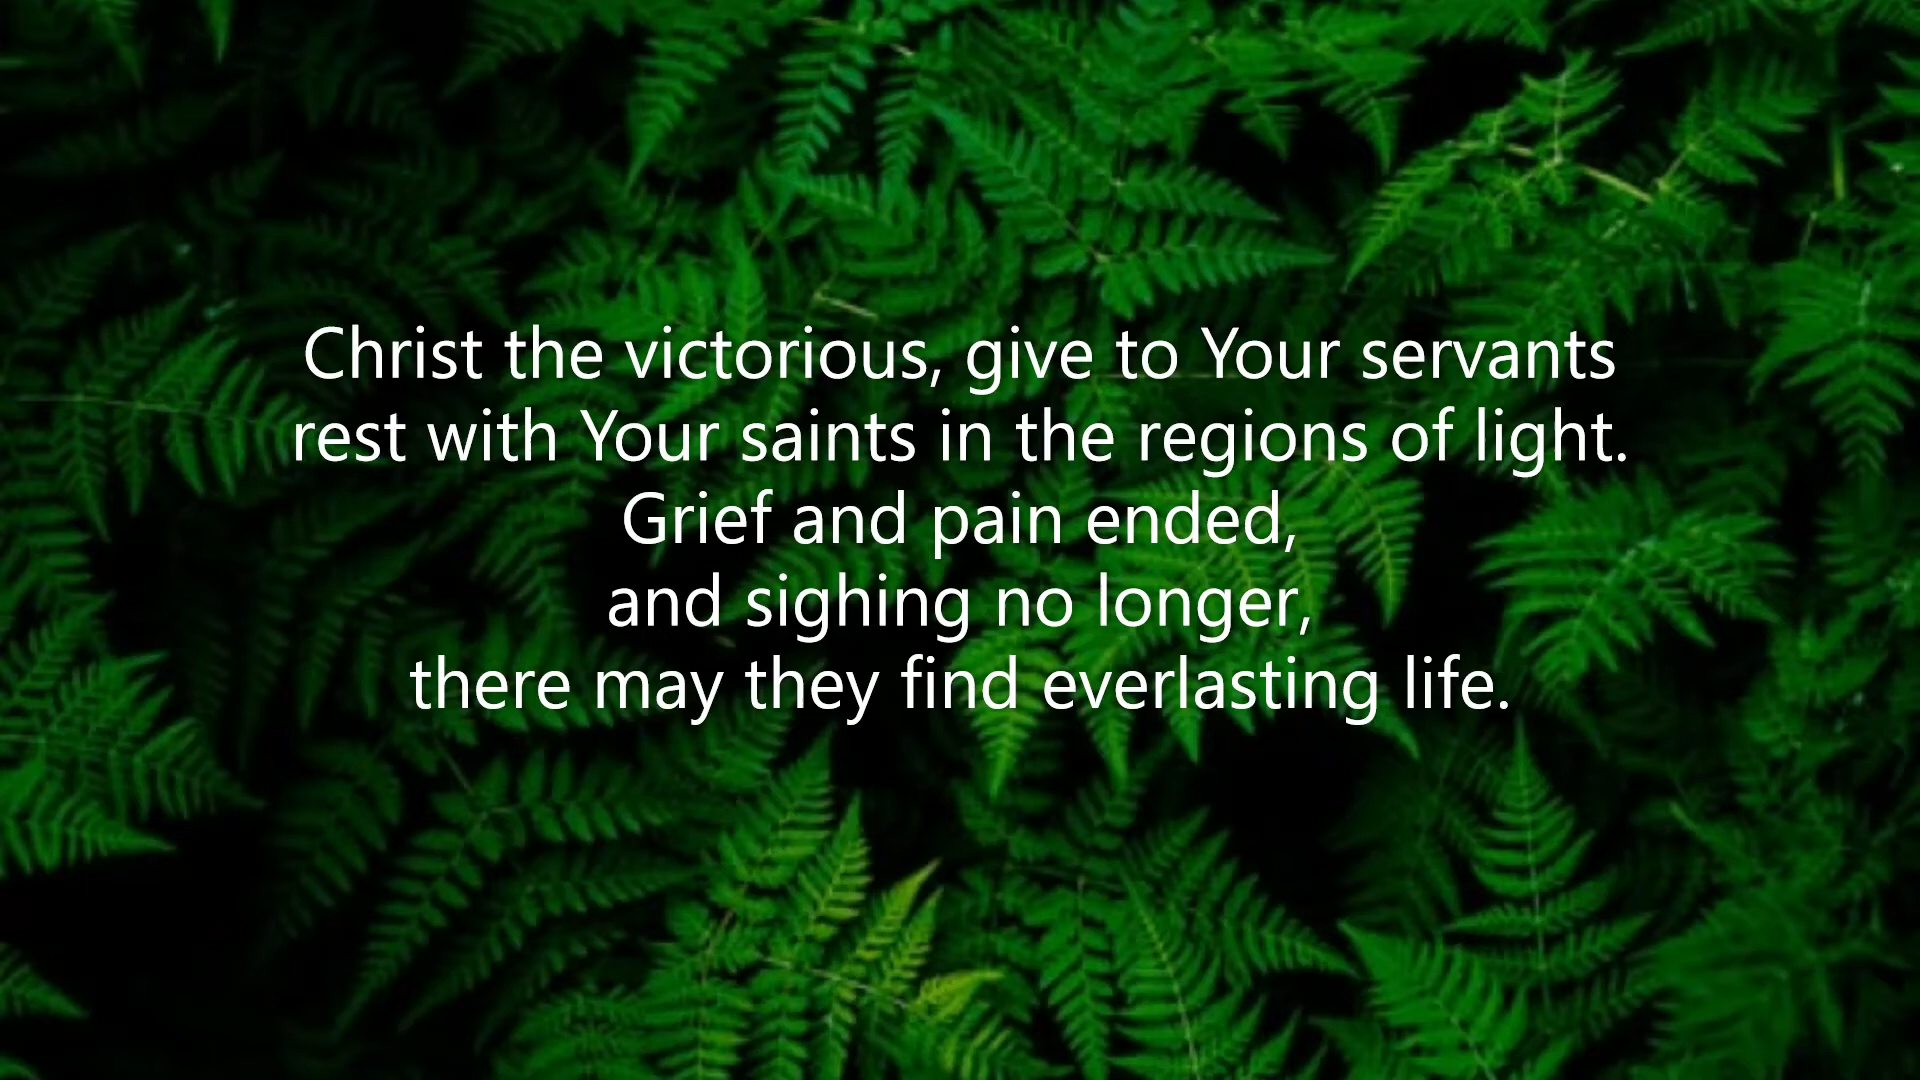 Christ the victorious, give to Your servants
rest with Your saints in the regions of light.
Grief and pain ended,
and sighing no longer,
there may they find everlasting life.